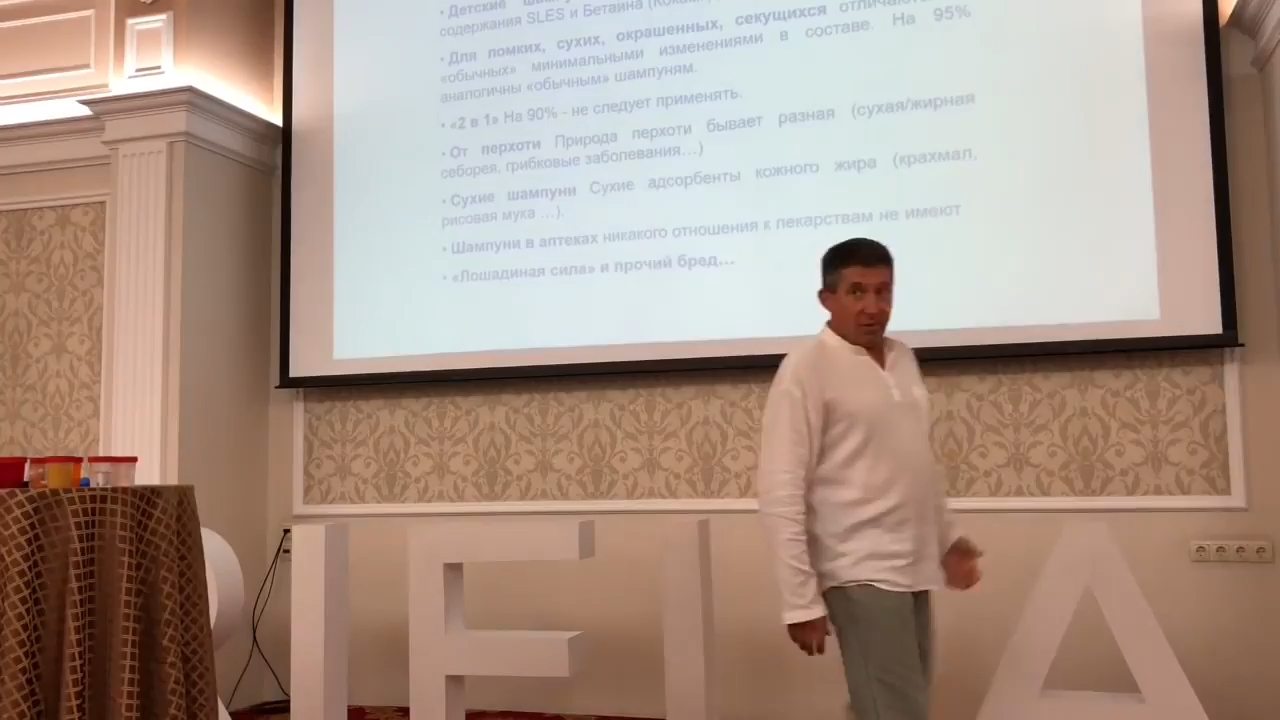 • Детские
содержания SLES и Бетаина
• Для ломких, сухих, окрашенных, секущихся
«обычных» минимальными изменениями в составе. На 95%
аналогичны «обычным» шампуням.
• «2 в 1» На 90% - не следует применять.
• От перхоти Природа перхоти бывает разная (сухая/жирная
себорея, грибковые заболевания…)
• Сухие шампуни Сухие адсорбенты кожного жира (крахмал,
рисовая мука …).
• Шампуни в аптеках никакого отношения к лекарствам не имеют
• «Лошадиная сила» и прочий бред…